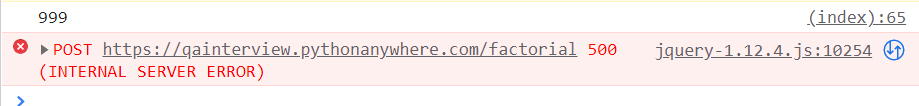 999 (index):65
POST https://qainterview.pythonanywhere.com/factorial 500 jquery-1.12.4.js:10254
(INTERNAL SERVER ERROR)